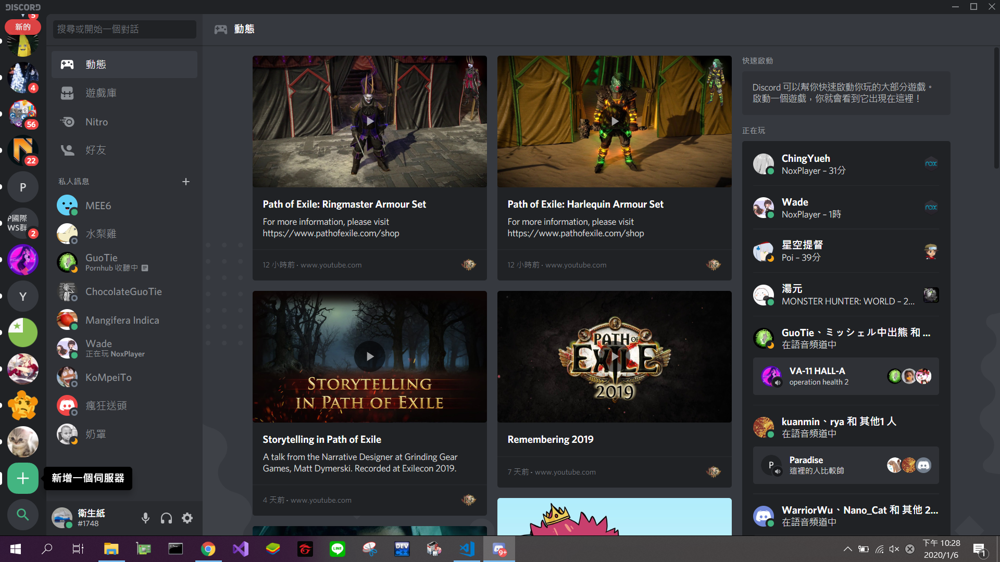 DISCORD
5
新的
4
56
22
P
P國際
WS群
2
Y
新增一個伺服器
搜尋或開始一個對話
動態
遊戲庫
Nitro
好友
私人訊息
MEE6
水梨雞
GuoTie
Pornhub 收聽中
ChocolateGuoTie
Mangifera Indica
Wade
正在玩 NoxPlayer
KoMpeiTo
瘋狂送頭
奶罩
衛生紙
#1748
動態
Path of Exile: Ringmaster Armour Set
For more information, please visit
https://www.pathofexile.com/shop
12 小時前 • www.youtube.com
PoE
Path of Exile: Harlequin Armour Set
For more information, please visit
https://www.pathofexile.com/shop
12 小時前 • www.youtube.com
PoE
STORYTELLING
IN PATH OF EXILE
Storytelling in Path of Exile
A talk from the Narrative Designer at Grinding Gear
Games, Matt Dymerski. Recorded at Exilecon 2019.
4 天前 • www.youtube.com
PoE
PATH OF
EXILE
2019
Remembering 2019
7 天前 • www.youtube.com
PoE
快速啟動
Discord 可以幫你快速啟動你玩的大部分遊戲。
啟動一個遊戲，你就會看到它出現在這裡！
正在玩
ChingYueh
NoxPlayer – 31分
nox
Wade
NoxPlayer – 1時
nox
星空提督
Poi – 39分
湯元
MONSTER HUNTER: WORLD – 2...
GuoTie、ミッシェル中出熊 和 ...
在語音頻道中
VA-11 HALL-A
operation health 2
kuanmin、rya 和 其他1 人
在語音頻道中
P
Paradise
這裡的人比較帥
WarriorWu、Nano_Cat 和 其他 2...
在語音頻道中
LINE
DEV
C++
9+
下午 10:28
2020/1/6
1